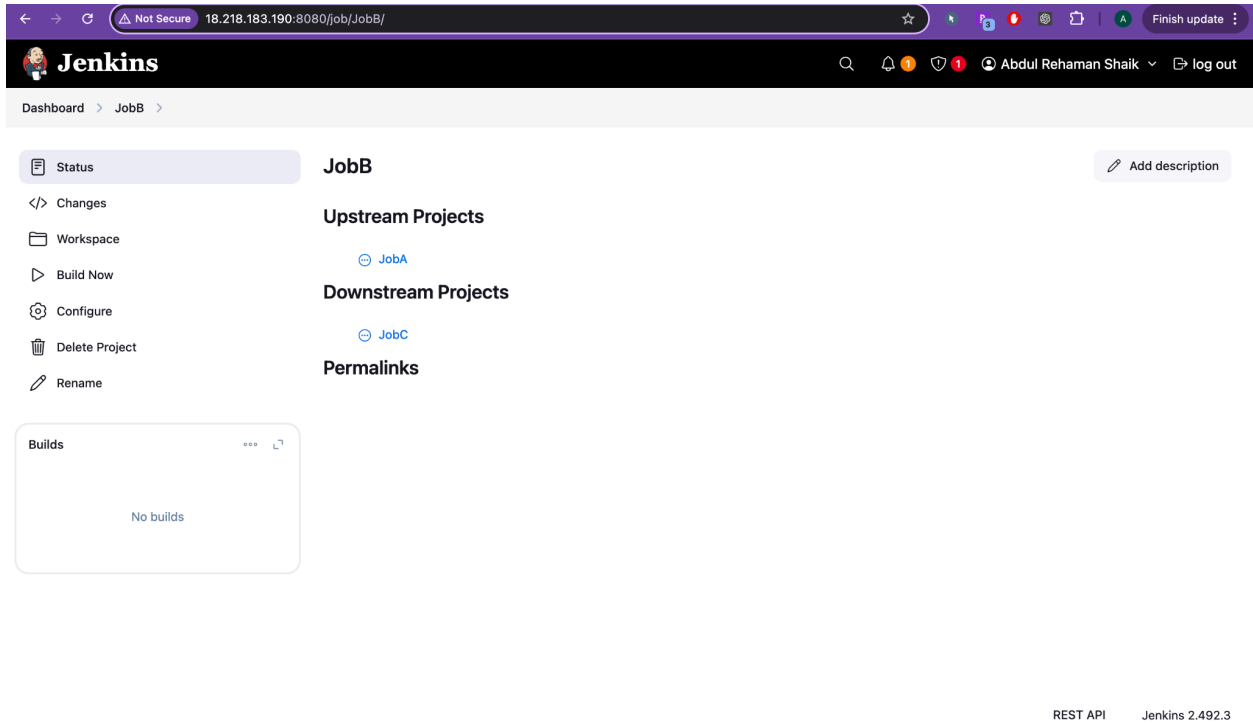 Not Secure 18.218.183.190:8080/job/JobB/ 3 A Finish update
Jenkins 1 1 Abdul Rehaman Shaik log out
Dashboard > JobB >
Status
Changes
Workspace
Build Now
Configure
Delete Project
Rename
Builds
No builds
JobB Add description
Upstream Projects
JobA
Downstream Projects
JobC
Permalinks
REST API Jenkins 2.492.3